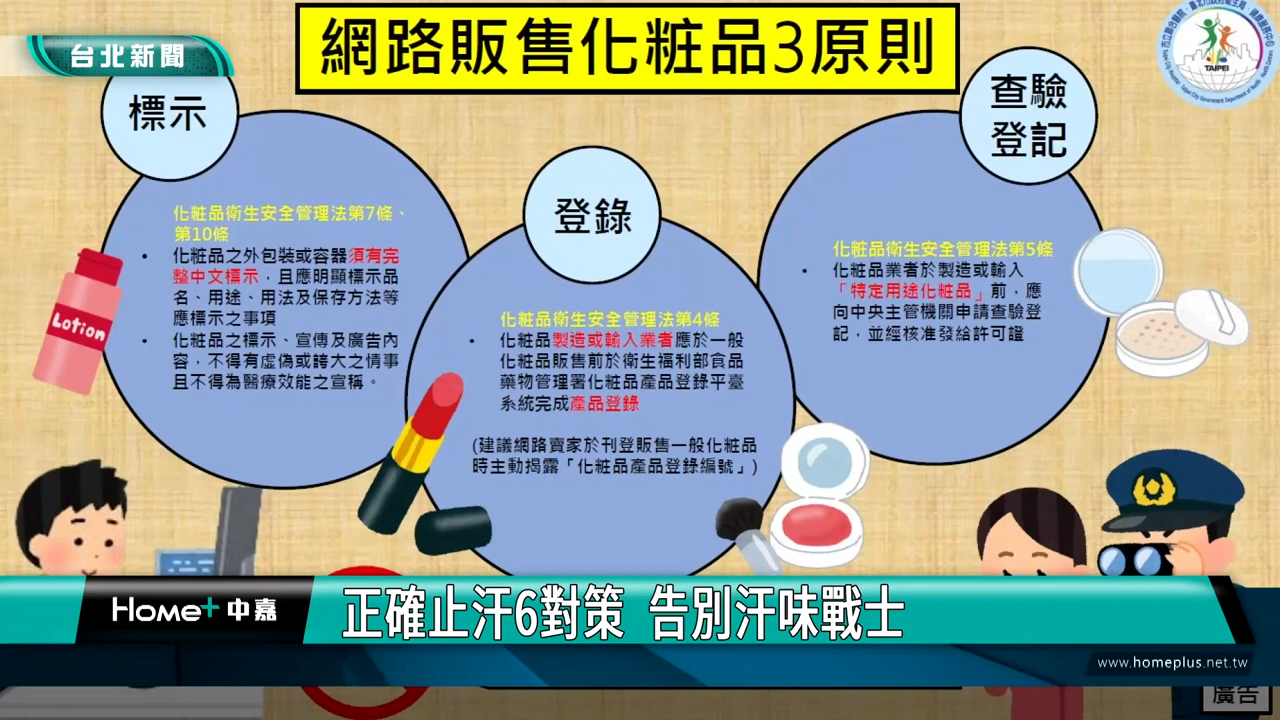 網路販售化粧品3原則
台北新聞
TAIPEI
標示
化粧品衛生安全管理法第7條、
第10條
• 化粧品之外包裝或容器須有完
整中文標示，且應明顯標示品
名、用途、用法及保存方法等
應標示之事項
• 化粧品之標示、宣傳及廣告內
容，不得有虛偽或誇大之情事
且不得為醫療效能之宣稱。
Lotion
登錄
化粧品衛生安全管理法第4條
• 化粧品製造或輸入業者應於一般
化粧品販售前於衛生福利部食品
藥物管理署化粧品產品登錄平臺
系統完成產品登錄
(建議網路賣家於刊登販售一般化粧品
時主動揭露「化粧品產品登錄編號」)
查驗
登記
化粧品衛生安全管理法第5條
• 化粧品業者於製造或輸入
「特定用途化粧品」前，應
向中央主管機關申請查驗登
記，並經核准發給許可證
Home+中嘉
正確止汗6對策 告別汗味戰士
www.homeplus.net.tw
廣告